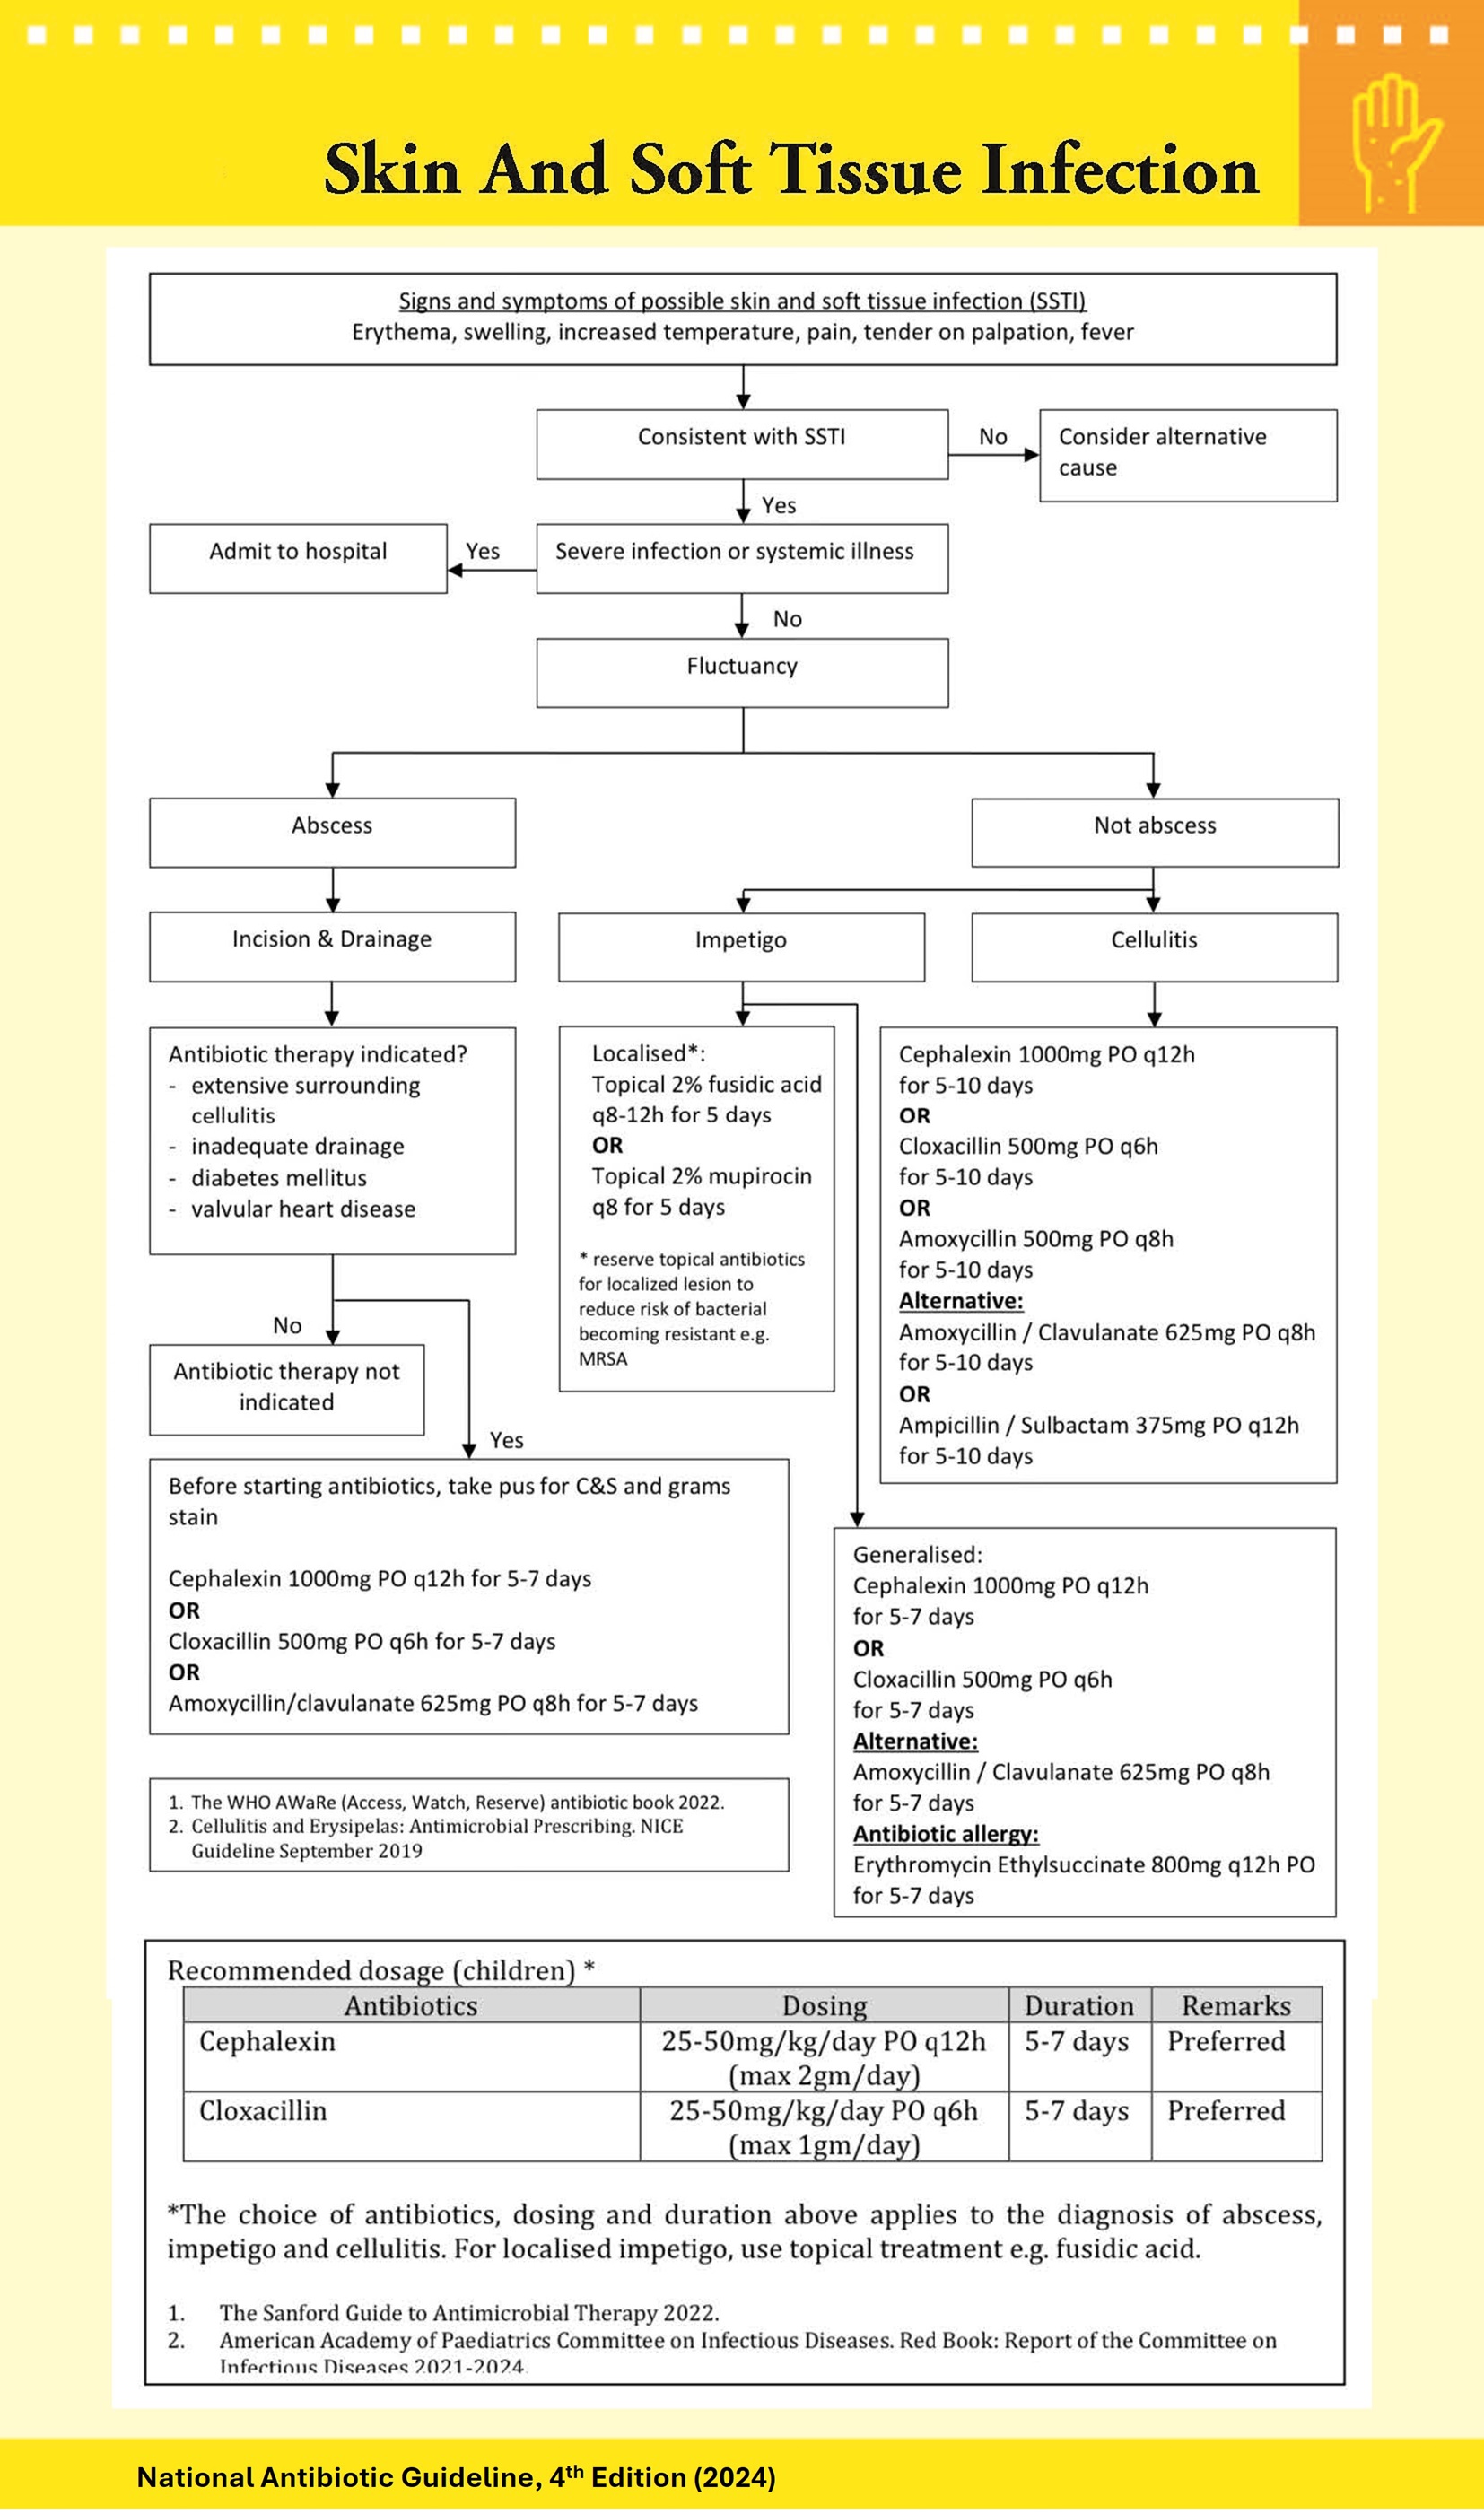 Skin And Soft Tissue Infection
Signs and symptoms of possible skin and soft tissue infection (SSTI)
Erythema, swelling, increased temperature, pain, tender on palpation, fever
Consistent with SSTI
No
Consider alternative
cause
Yes
Admit to hospital
Yes
Severe infection or systemic illness
No
Fluctuancy
Abscess
Not abscess
Incision & Drainage
Impetigo
Cellulitis
Antibiotic therapy indicated?
- extensive surrounding
cellulitis
- inadequate drainage
- diabetes mellitus
- valvular heart disease
Localised*:
Topical 2% fusidic acid
q8-12h for 5 days
OR
Topical 2% mupirocin
q8 for 5 days
* reserve topical antibiotics
for localized lesion to
reduce risk of bacterial
becoming resistant e.g.
MRSA
Cephalexin 1000mg PO q12h
for 5-10 days
OR
Cloxacillin 500mg PO q6h
for 5-10 days
OR
Amoxycillin 500mg PO q8h
for 5-10 days
Alternative:
Amoxycillin / Clavulanate 625mg PO q8h
for 5-10 days
OR
Ampicillin / Sulbactam 375mg PO q12h
for 5-10 days
No
Antibiotic therapy not
indicated
Yes
Before starting antibiotics, take pus for C&S and grams
stain
Cephalexin 1000mg PO q12h for 5-7 days
OR
Cloxacillin 500mg PO q6h for 5-7 days
OR
Amoxycillin/clavulanate 625mg PO q8h for 5-7 days
Generalised:
Cephalexin 1000mg PO q12h
for 5-7 days
OR
Cloxacillin 500mg PO q6h
for 5-7 days
Alternative:
Amoxycillin / Clavulanate 625mg PO q8h
for 5-7 days
Antibiotic allergy:
Erythromycin Ethylsuccinate 800mg q12h PO
for 5-7 days
1. The WHO AWaRe (Access, Watch, Reserve) antibiotic book 2022.
2. Cellulitis and Erysipelas: Antimicrobial Prescribing. NICE
Guideline September 2019
Recommended dosage (children) *
Antibiotics Dosing Duration Remarks
Cephalexin 25-50mg/kg/day PO q12h 5-7 days Preferred
(max 2gm/day)
Cloxacillin 25-50mg/kg/day PO q6h 5-7 days Preferred
(max 1gm/day)
*The choice of antibiotics, dosing and duration above applies to the diagnosis of abscess,
impetigo and cellulitis. For localised impetigo, use topical treatment e.g. fusidic acid.
1. The Sanford Guide to Antimicrobial Therapy 2022.
2. American Academy of Paediatrics Committee on Infectious Diseases. Red Book: Report of the Committee on
Infectious Diseases 2021-2024.
National Antibiotic Guideline, 4th Edition (2024)